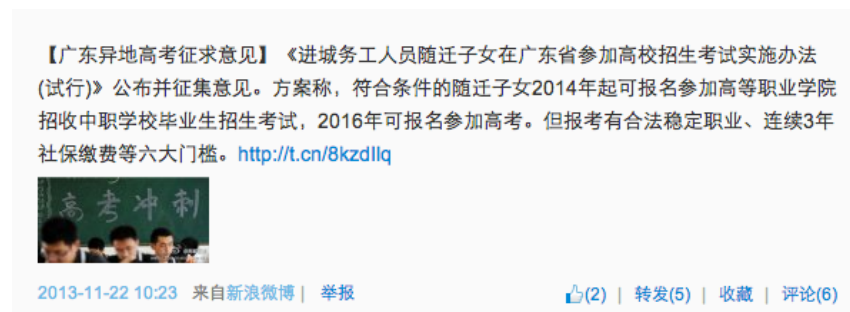 【广东异地高考征求意见】《进城务工人员随迁子女在广东省参加高校招生考试实施办法
(试行)》公布并征集意见。方案称，符合条件的随迁子女2014年起可报名参加高等职业学院
招收中职学校毕业生招生考试，2016年可报名参加高考。但报考有合法稳定职业、连续3年
社保缴费等六大门槛。http://t.cn/8kzdIlq
高考冲刺
2013-11-22 10:23 来自新浪微博 | 举报 (2) | 转发(5) | 收藏 | 评论(6)